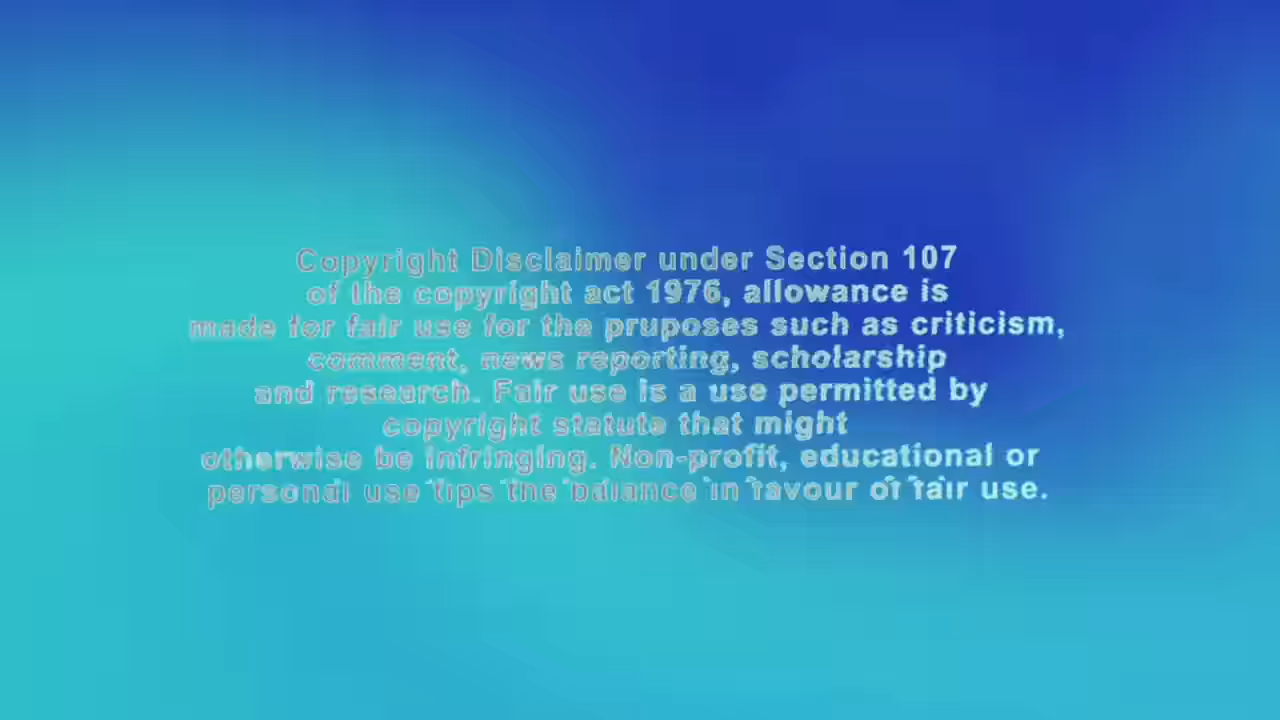 Copyright Disclaimer under Section 107
of the copyright act 1976, allowance is
made for fair use for the pruposes such as criticism,
comment, news reporting, scholarship
and research. Fair use is a use permitted by
copyright statute that might
otherwise be infringing. Non-profit, educational or
personal use tips the balance in favour of fair use.